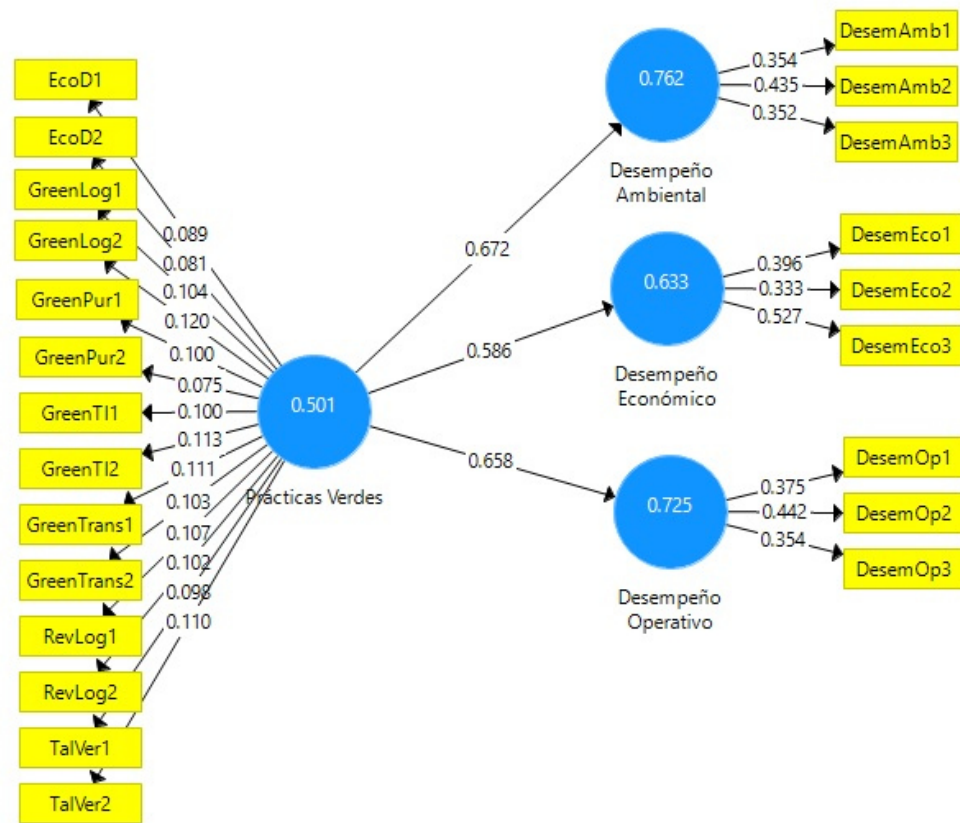 EcoD1
EcoD2
GreenLog1
GreenLog2
GreenPur1
GreenPur2
GreenTI1
GreenTI2
GreenTrans1
GreenTrans2
RevLog1
RevLog2
TalVer1
TalVer2
0.089
0.081
0.104
0.120
0.100
0.075
0.100
0.113
0.111
0.103
0.107
0.102
0.098
0.110
0.501
Prácticas Verdes
0.672
0.586
0.658
0.762
Desempeño
Ambiental
0.354
0.435
0.352
DesemAmb1
DesemAmb2
DesemAmb3
0.633
Desempeño
Económico
0.396
0.333
0.527
DesemEco1
DesemEco2
DesemEco3
0.725
Desempeño
Operativo
0.375
0.442
0.354
DesemOp1
DesemOp2
DesemOp3